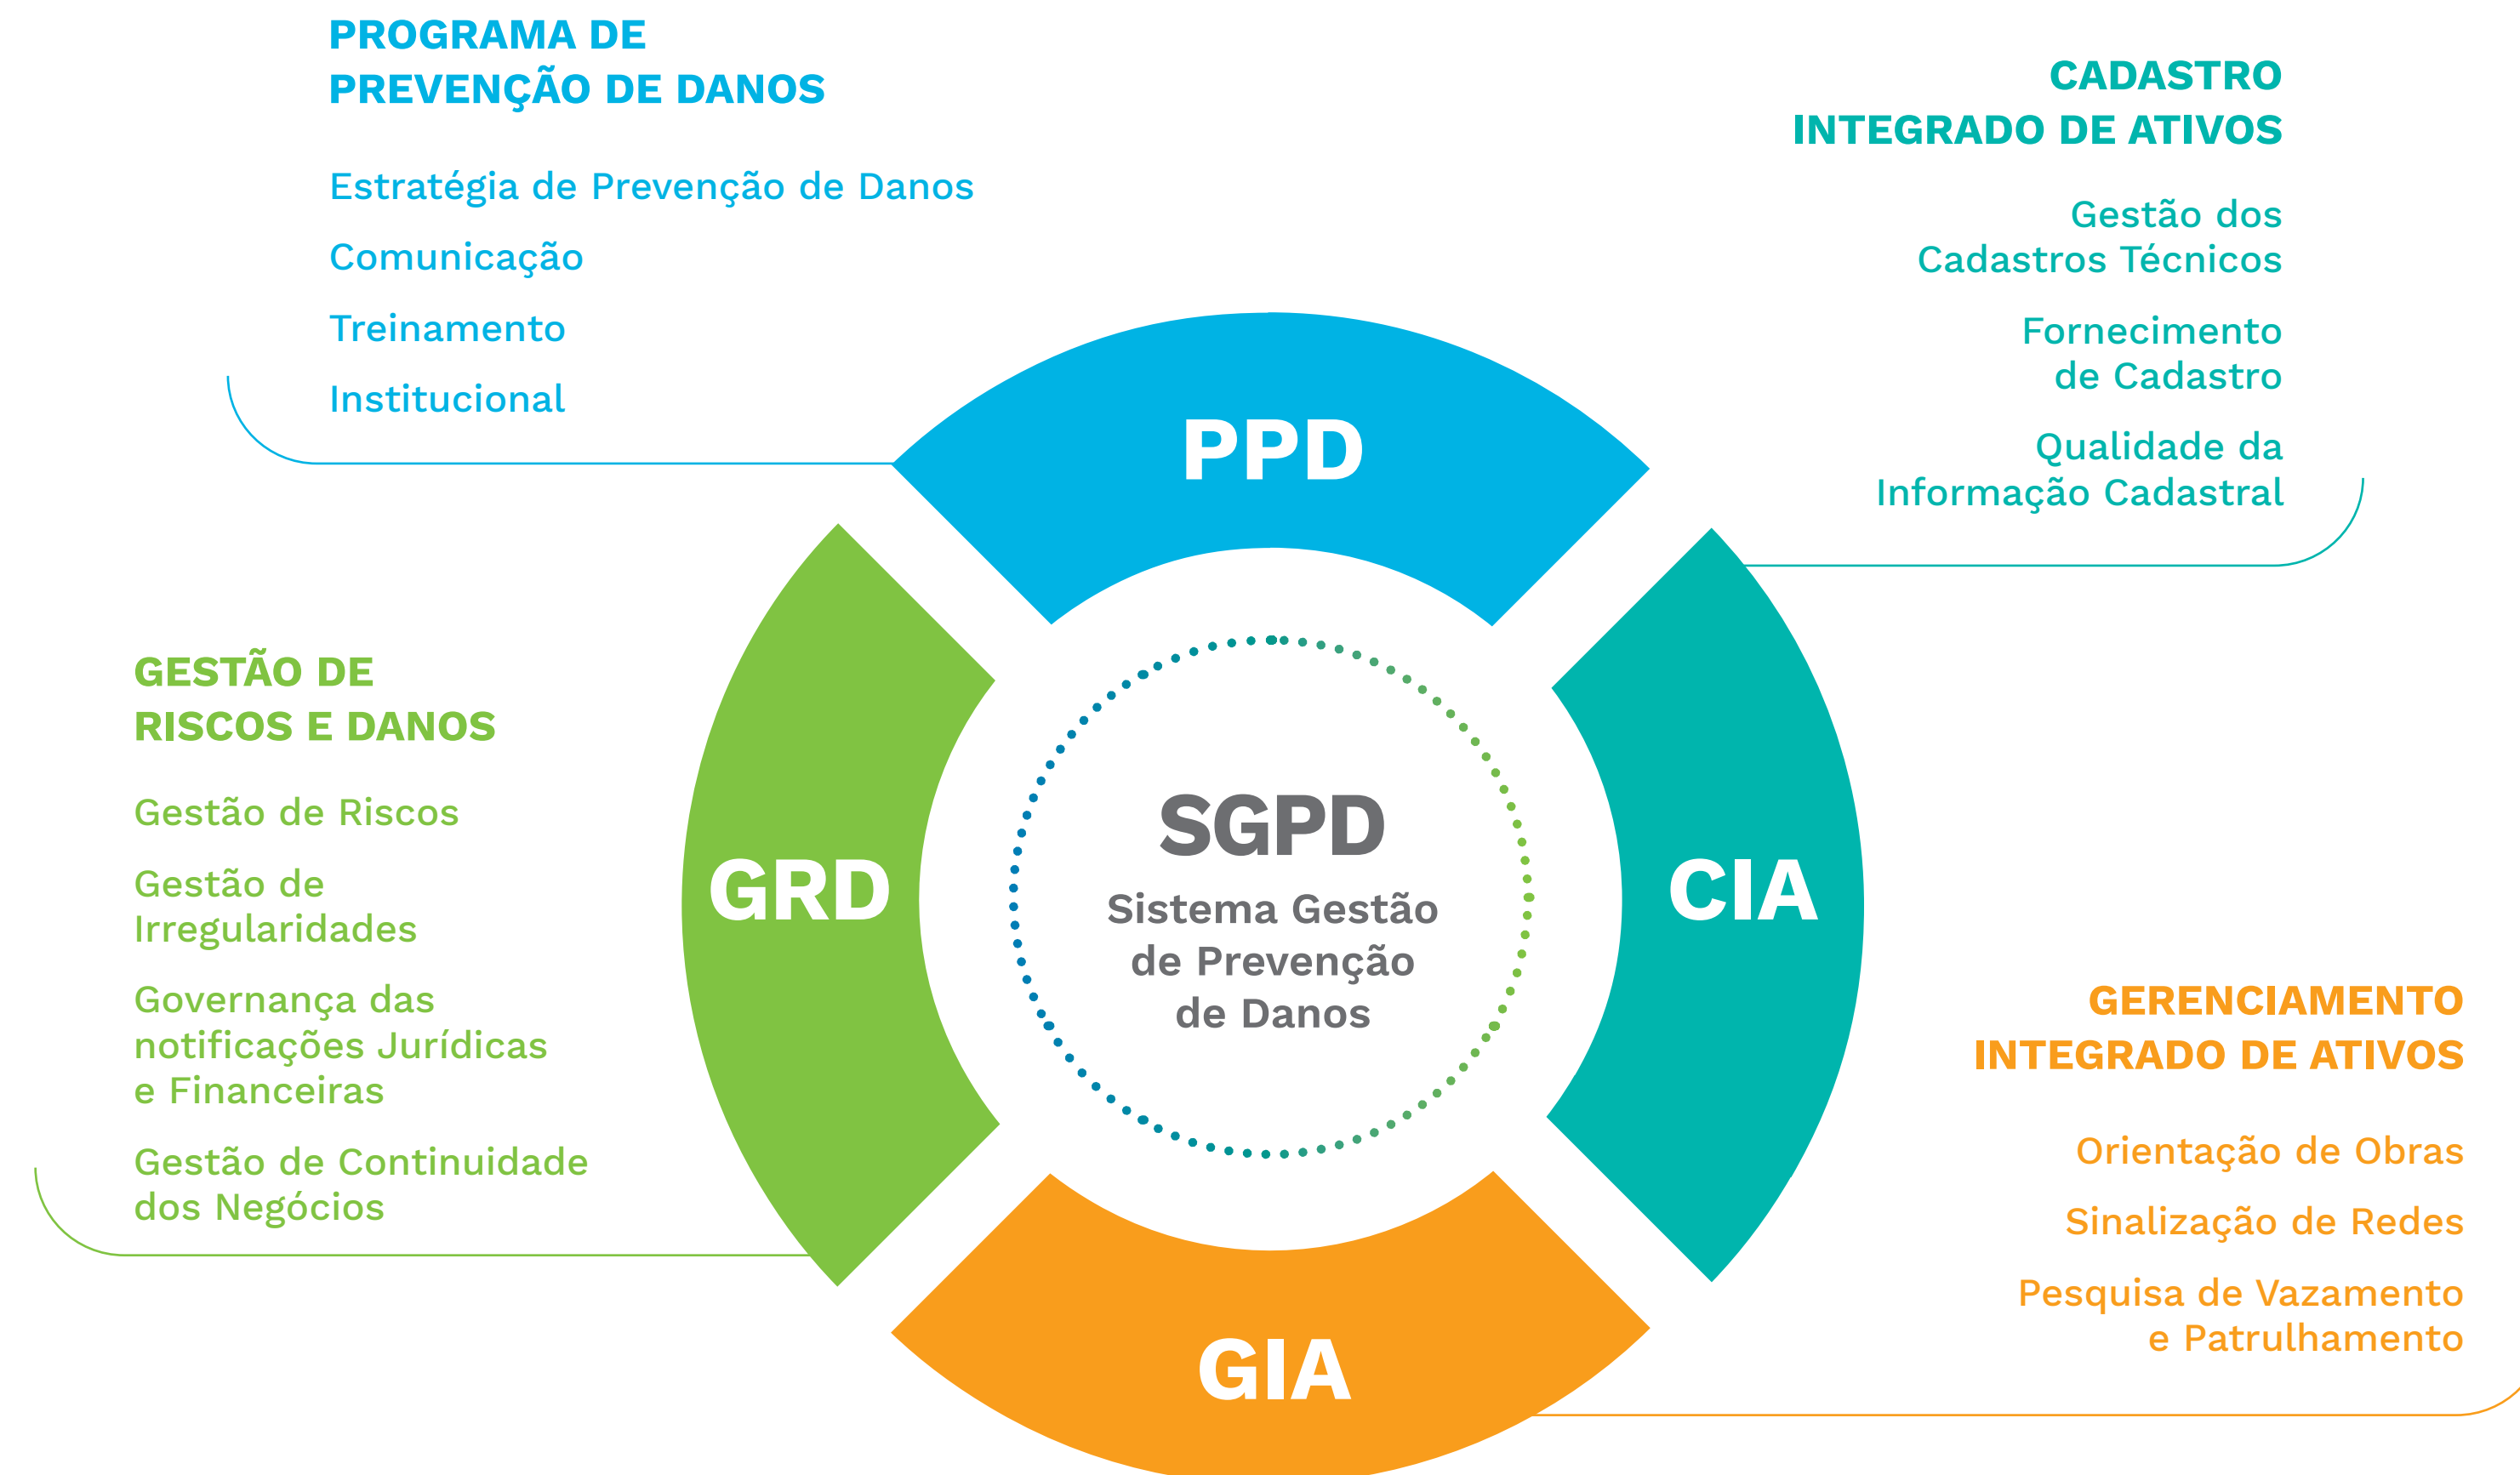 PROGRAMA DE
PREVENÇÃO DE DANOS
Estratégia de Prevenção de Danos
Comunicação
Treinamento
Institucional
CADASTRO
INTEGRADO DE ATIVOS
Gestão dos
Cadastros Técnicos
Fornecimento
de Cadastro
Qualidade da
Informação Cadastral
PPD
GESTÃO DE
RISCOS E DANOS
Gestão de Riscos
Gestão de
Irregularidades
Governança das
notificações Jurídicas
e Financeiras
Gestão de Continuidade
dos Negócios
GRD
SGPD
Sistema Gestão
de Prevenção
de Danos
CIA
GERENCIAMENTO
INTEGRADO DE ATIVOS
Orientação de Obras
Sinalização de Redes
Pesquisa de Vazamento
e Patrulhamento
GIA